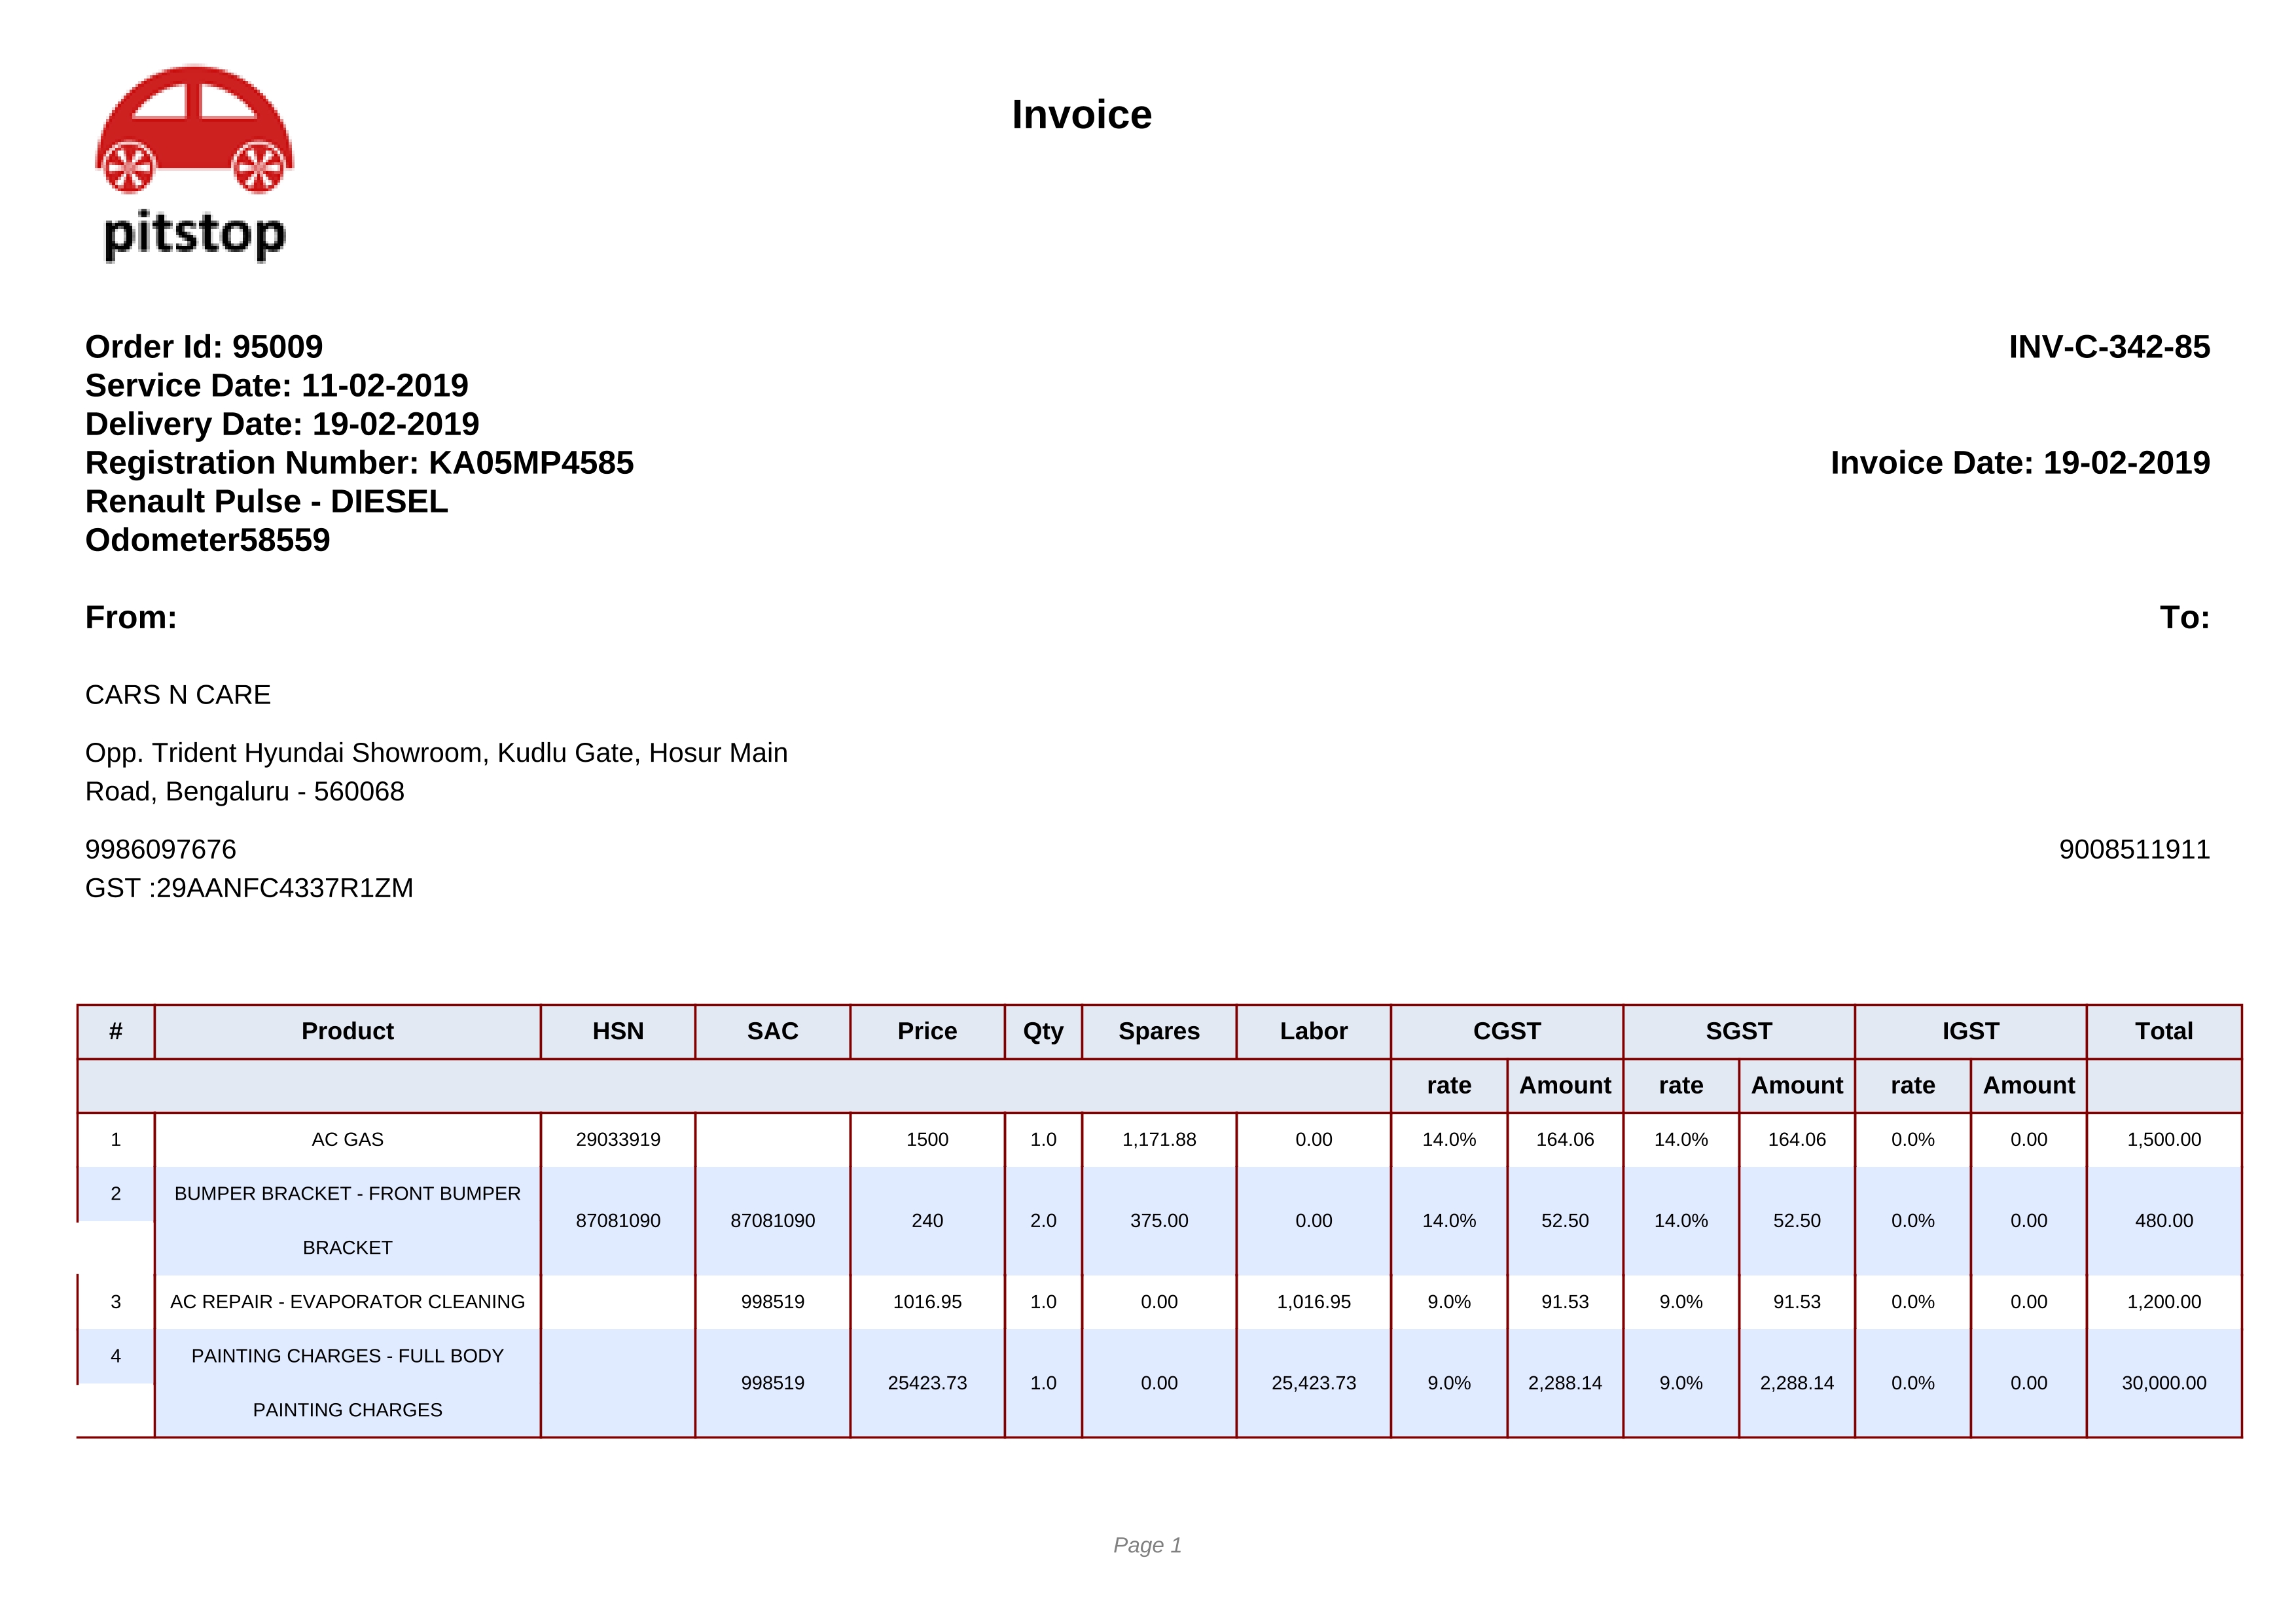 pitstop
Invoice
Order Id: 95009 INV-C-342-85
Service Date: 11-02-2019
Delivery Date: 19-02-2019
Registration Number: KA05MP4585 Invoice Date: 19-02-2019
Renault Pulse - DIESEL
Odometer58559
From: To:
CARS N CARE
Opp. Trident Hyundai Showroom, Kudlu Gate, Hosur Main
Road, Bengaluru - 560068
9986097676 9008511911
GST :29AANFC4337R1ZM
# Product HSN SAC Price Qty Spares Labor CGST SGST IGST Total
rate Amount rate Amount rate Amount
1 AC GAS 29033919 1500 1.0 1,171.88 0.00 14.0% 164.06 14.0% 164.06 0.0% 0.00 1,500.00
2 BUMPER BRACKET - FRONT BUMPER
87081090 87081090 240 2.0 375.00 0.00 14.0% 52.50 14.0% 52.50 0.0% 0.00 480.00
BRACKET
3 AC REPAIR - EVAPORATOR CLEANING 998519 1016.95 1.0 0.00 1,016.95 9.0% 91.53 9.0% 91.53 0.0% 0.00 1,200.00
4 PAINTING CHARGES - FULL BODY
998519 25423.73 1.0 0.00 25,423.73 9.0% 2,288.14 9.0% 2,288.14 0.0% 0.00 30,000.00
PAINTING CHARGES
Page 1